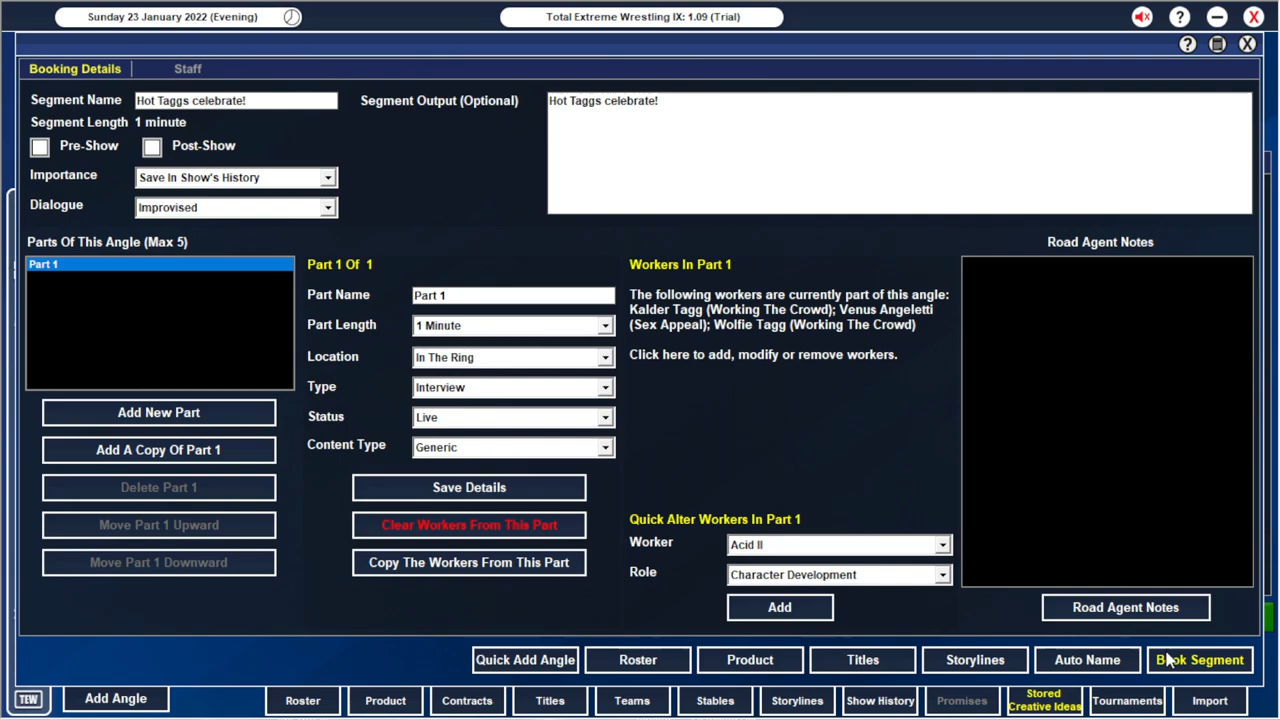 Sunday 23 January 2022 (Evening)
Total Extreme Wrestling IX: 1.09 (Trial)
?
X
?
X
Booking Details
Staff
Segment Name
Hot Taggs celebrate!
Segment Output (Optional)
Hot Taggs celebrate!
Segment Length 1 minute
Pre-Show
Post-Show
Importance
Save In Show's History
Dialogue
Improvised
Parts Of This Angle (Max 5)
Road Agent Notes
Part 1
Part 1 Of 1
Workers In Part 1
Part Name
Part 1
The following workers are currently part of this angle:
Kalder Tagg (Working The Crowd); Venus Angeletti
(Sex Appeal); Wolfie Tagg (Working The Crowd)
Part Length
1 Minute
Location
In The Ring
Click here to add, modify or remove workers.
Type
Interview
Status
Live
Content Type
Generic
Add New Part
Add A Copy Of Part 1
Delete Part 1
Save Details
Move Part 1 Upward
Clear Workers From This Part
Quick Alter Workers In Part 1
Worker
Acid II
Move Part 1 Downward
Copy The Workers From This Part
Role
Character Development
Add
Road Agent Notes
Quick Add Angle
Roster
Product
Titles
Storylines
Auto Name
Book Segment
TEW
Add Angle
Roster
Product
Contracts
Titles
Teams
Stables
Storylines
Show History
Promises
Stored
Creative Ideas
Tournaments
Import